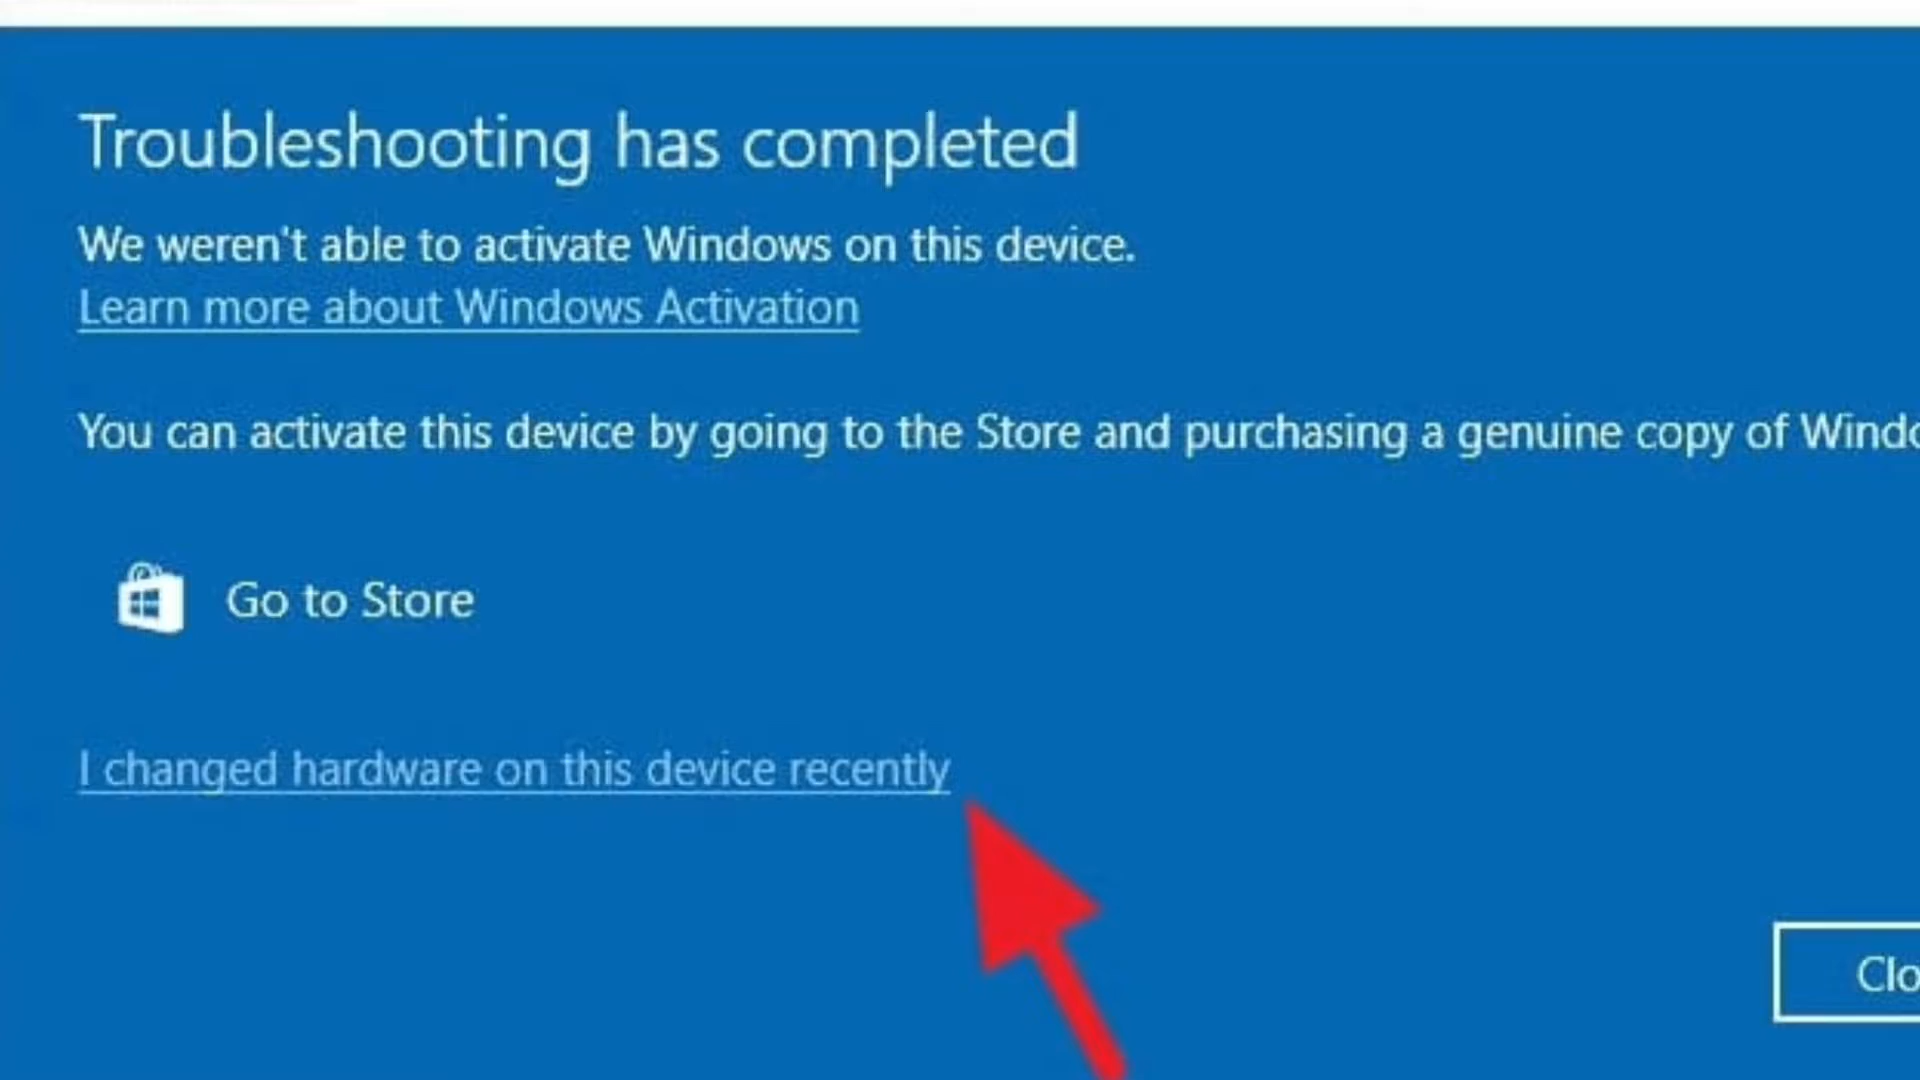 Troubleshooting has completed
We weren't able to activate Windows on this device.
Learn more about Windows Activation
You can activate this device by going to the Store and purchasing a genuine copy of Windo
Go to Store
I changed hardware on this device recently
Clo